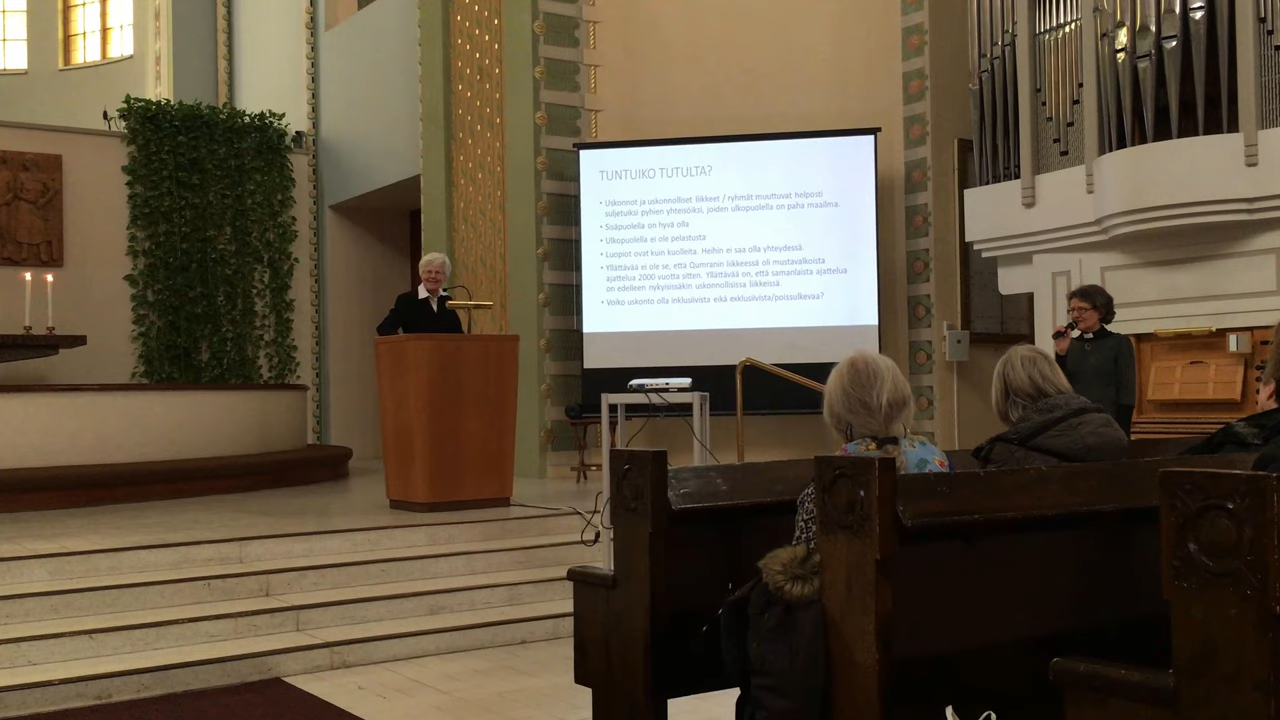 TUNTUIKO TUTULTA?
• Uskonnot ja uskonnolliset liikkeet / ryhmät muuttuvat helposti
suljetuiksi pyhien yhteisöiksi, joiden ulkopuolella on paha maailma.
• Sisäpuolella on hyvä olla
• Ulkopuolella ei ole pelastusta
• Luopiot ovat kuin kuolleita. Heihin ei saa olla yhteydessä.
• Yllättävää ei ole se, että Qumranin liikkeessä oli mustavalkoista
ajattelua 2000 vuotta sitten. Yllättävää on, että samanlaista ajattelua
on edelleen nykyisissäkin uskonnollisissa liikkeissä.
• Voiko uskonto olla inklusiivista eikä eksklusiivista/poissulkevaa?